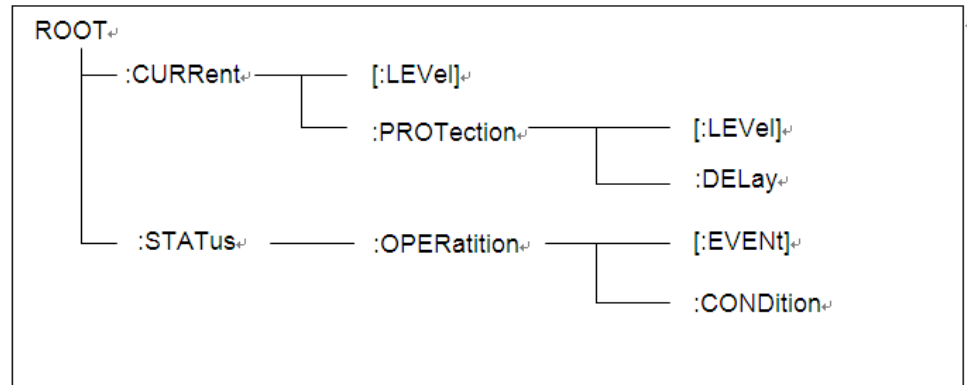 ROOT↵
:CURRent↵ [:LEVel]↵
:PROTection↵ [:LEVel]↵
:DELay↵
:STATus↵ :OPERatition↵ [:EVENt]↵
:CONDition↵